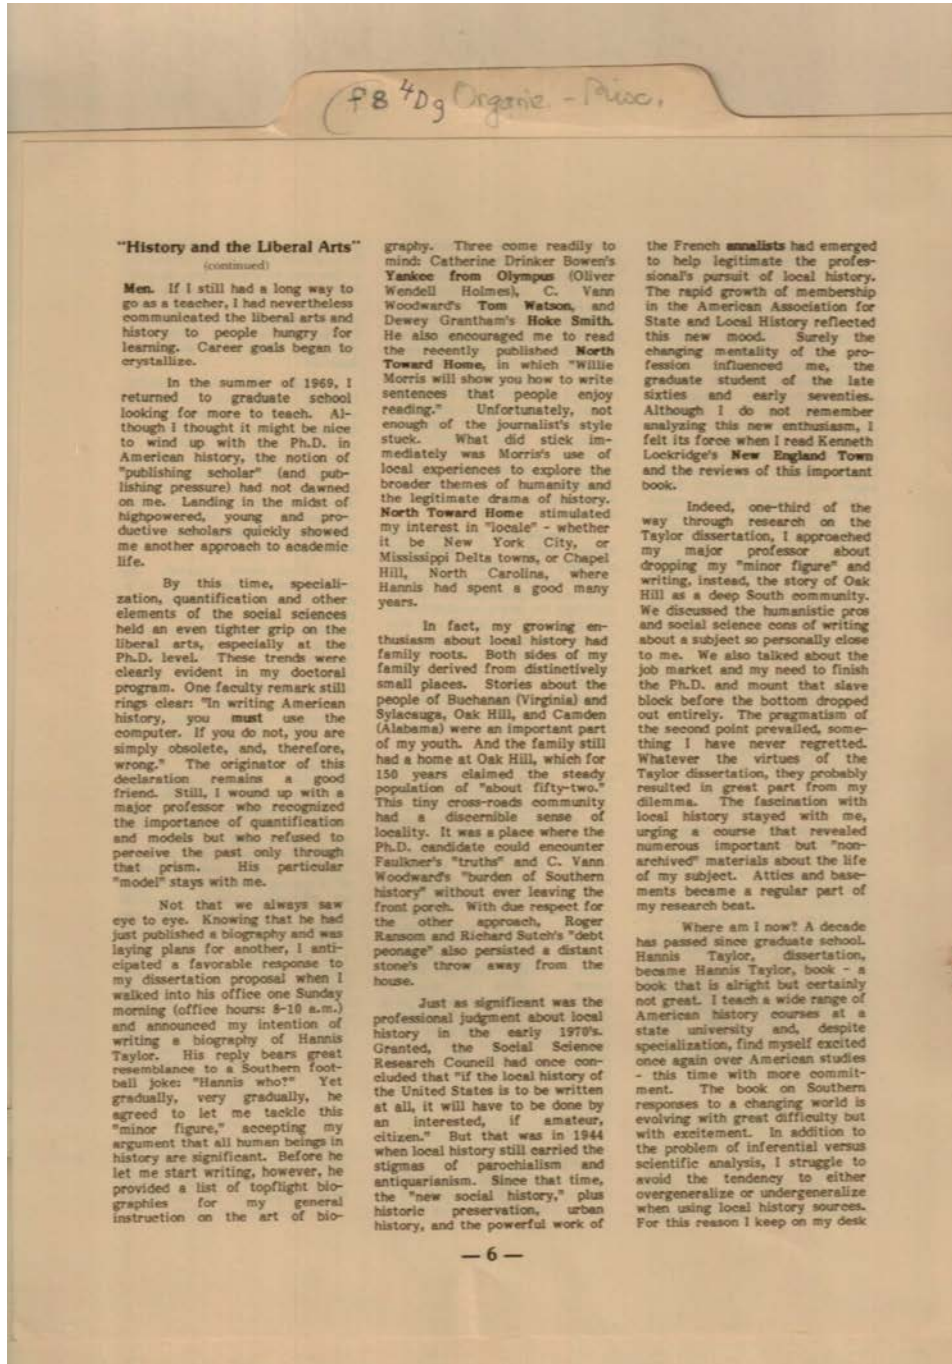 (f8 4Dg Organic - Misc.
"History and the Liberal Arts"
(continued)
Men. If I still had a long way to
go as a teacher, I had nevertheless
communicated the liberal arts and
history to people hungry for
learning. Career goals began to
crystallize.
In the summer of 1969, I
returned to graduate school
looking for more to teach. Al-
though I thought it might be nice
to wind up with the Ph.D. in
American history, the notion of
"publishing scholar" (and pub-
lishing pressure) had not dawned
on me. Landing in the midst of
highpowered, young and pro-
ductive scholars quickly showed
me another approach to academic
life.
By this time, speciali-
zation, quantification and other
elements of the social sciences
held an even tighter grip on the
liberal arts, especially at the
Ph.D. level. These trends were
clearly evident in my doctoral
program. One faculty remark still
rings clear: "In writing American
history, you must use the
computer. If you do not, you are
simply obsolete, and, therefore,
wrong." The originator of this
declaration remains a good
friend. Still, I wound up with a
major professor who recognized
the importance of quantification
and models but who refused to
perceive the past only through
that prism. His particular
"model" stays with me.
Not that we always saw
eye to eye. Knowing that he had
just published a biography and was
laying plans for another, I anti-
cipated a favorable response to
my dissertation proposal when I
walked into his office one Sunday
morning (office hours: 8-10 a.m.)
and announced my intention of
writing a biography of Hannis
Taylor. His reply bears great
resemblance to a Southern foot-
ball joke: "Hannis who?" Yet
gradually, very gradually, he
agreed to let me tackle this
"minor figure," accepting my
argument that all human beings in
history are significant. Before he
let me start writing, however, he
provided a list of topflight bio-
graphies for my general
instruction on the art of bio-
graphy. Three come readily to
mind: Catherine Drinker Bowen's
Yankee from Olympus (Oliver
Wendell Holmes), C. Vann
Woodward's Tom Watson, and
Dewey Grantham's Hoke Smith.
He also encouraged me to read
the recently published North
Toward Home, in which "Willie
Morris will show you how to write
sentences that people enjoy
reading." Unfortunately, not
enough of the journalist's style
stuck. What did stick im-
mediately was Morris's use of
local experiences to explore the
broader themes of humanity and
the legitimate drama of history.
North Toward Home stimulated
my interest in "locale" - whether
it be New York City, or
Mississippi Delta towns, or Chapel
Hill, North Carolina, where
Hannis had spent a good many
years.
In fact, my growing en-
thusiasm about local history had
family roots. Both sides of my
family derived from distinctively
small places. Stories about the
people of Buchanan (Virginia) and
Sylacauga, Oak Hill, and Camden
(Alabama) were an important part
of my youth. And the family still
had a home at Oak Hill, which for
150 years claimed the steady
population of "about fifty-two."
This tiny cross-roads community
had a discernible sense of
locality. It was a place where the
Ph.D. candidate could encounter
Faulkner's "truths" and C. Vann
Woodward's "burden of Southern
history" without ever leaving the
front porch. With due respect for
the other approach, Roger
Ransom and Richard Sutch's "debt
peonage" also persisted a distant
stone's throw away from the
house.
Just as significant was the
professional judgment about local
history in the early 1970's.
Granted, the Social Science
Research Council had once con-
cluded that "if the local history of
the United States is to be written
at all, it will have to be done by
an interested, if amateur,
citizen." But that was in 1944
when local history still carried the
stigmas of parochialism and
antiquarianism. Since that time,
the "new social history," plus
historic preservation, urban
history, and the powerful work of
the French annalists had emerged
to help legitimate the profes-
sional's pursuit of local history.
The rapid growth of membership
in the American Association for
State and Local History reflected
this new mood. Surely the
changing mentality of the pro-
fession influenced me, the
graduate student of the late
sixties and early seventies.
Although I do not remember
analyzing this new enthusiasm, I
felt its force when I read Kenneth
Lockridge's New England Town
and the reviews of this important
book.
Indeed, one-third of the
way through research on the
Taylor dissertation, I approached
my major professor about
dropping my "minor figure" and
writing, instead, the story of Oak
Hill as a deep South community.
We discussed the humanistic pros
and social science cons of writing
about a subject so personally close
to me. We also talked about the
job market and my need to finish
the Ph.D. and mount that slave
block before the bottom dropped
out entirely. The pragmatism of
the second point prevailed, some-
thing I have never regretted.
Whatever the virtues of the
Taylor dissertation, they probably
resulted in great part from my
dilemma. The fascination with
local history stayed with me,
urging a course that revealed
numerous important but "non-
archived" materials about the life
of my subject. Attics and base-
ments became a regular part of
my research beat.
Where am I now? A decade
has passed since graduate school.
Hannis Taylor, dissertation,
became Hannis Taylor, book - a
book that is alright but certainly
not great. I teach a wide range of
American history courses at a
state university and, despite
specialization, find myself excited
once again over American studies
- this time with more commit-
ment. The book on Southern
responses to a changing world is
evolving with great difficulty but
with excitement. In addition to
the problem of inferential versus
scientific analysis, I struggle to
avoid the tendency to either
overgeneralize or undergeneralize
when using local history sources.
For this reason I keep on my desk
— 6 —